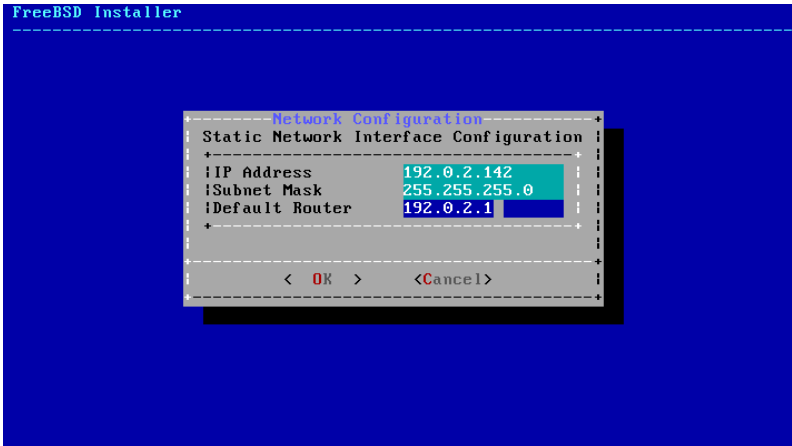 FreeBSD Installer
Network Configuration
Static Network Interface Configuration
IP Address 192.0.2.142
Subnet Mask 255.255.255.0
Default Router 192.0.2.1
< OK > <Cancel>